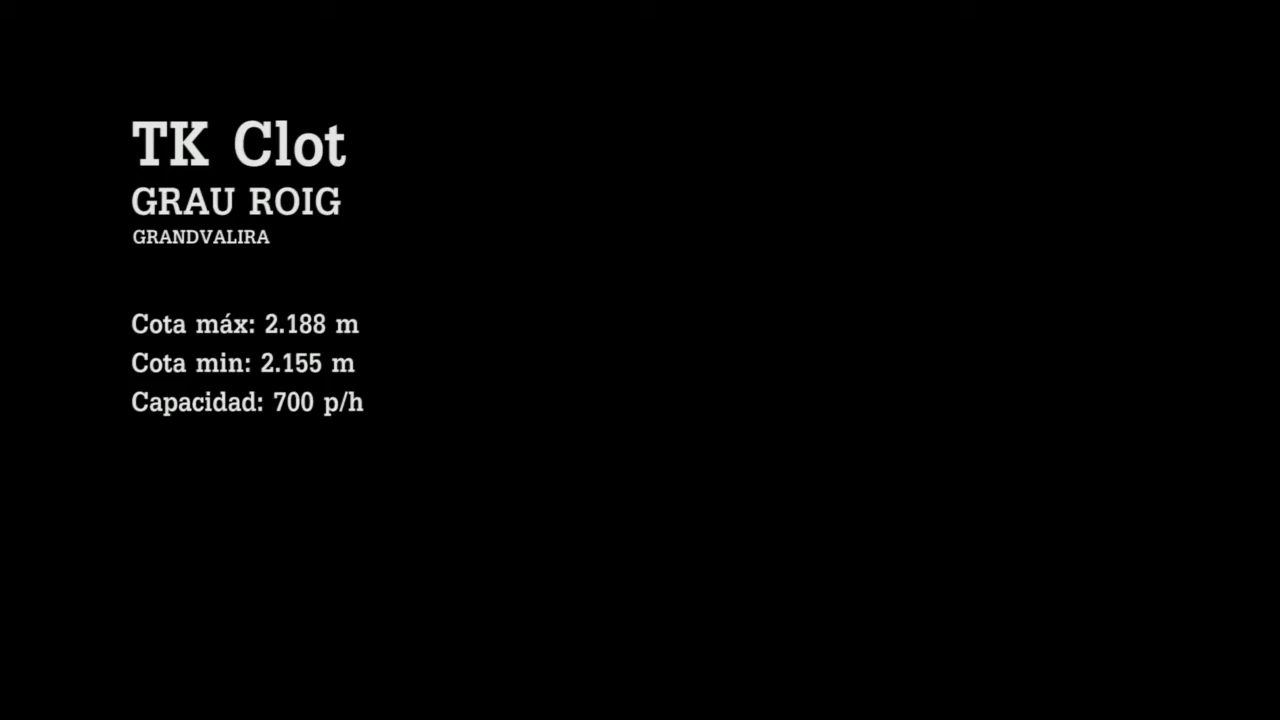 TK Clot
GRAU ROIG
GRANDVALIRA
Cota máx: 2.188 m
Cota min: 2.155 m
Capacidad: 700 p/h